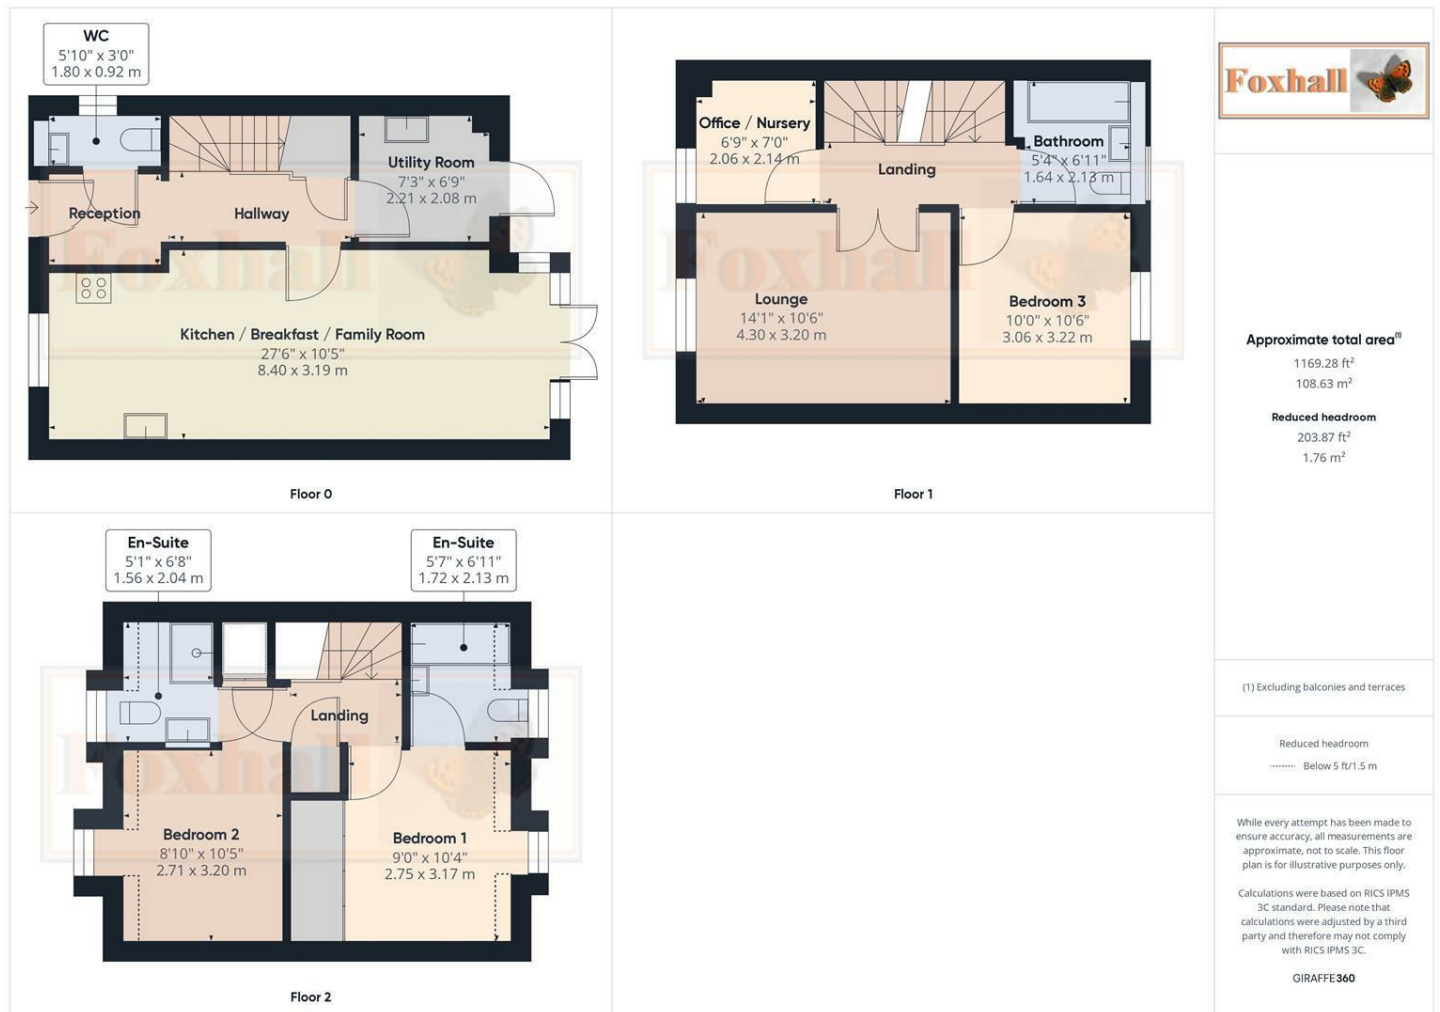 WC
5'10" x 3'0"
1.80 x 0.92 m
Reception
Hallway
Utility Room
7'3" x 6'9"
2.21 x 2.08 m
Kitchen / Breakfast / Family Room
27'6" x 10'5"
8.40 x 3.19 m
Foxhall
Floor 0
Office / Nursery
6'9" x 7'0"
2.06 x 2.14 m
Landing
Bathroom
5'4" x 6'11"
1.64 x 2.13 m
Lounge
14'1" x 10'6"
4.30 x 3.20 m
Bedroom 3
10'0" x 10'6"
3.06 x 3.22 m
Foxhall
Floor 1
En-Suite
5'1" x 6'8"
1.56 x 2.04 m
En-Suite
5'7" x 6'11"
1.72 x 2.13 m
Landing
Bedroom 2
8'10" x 10'5"
2.71 x 3.20 m
Bedroom 1
9'0" x 10'4"
2.75 x 3.17 m
Foxhall
Floor 2
Foxhall
Approximate total area(1)
1169.28 ft²
108.63 m²
Reduced headroom
203.87 ft²
1.76 m²
(1) Excluding balconies and terraces
Reduced headroom
Below 5 ft/1.5 m
While every attempt has been made to
ensure accuracy, all measurements are
approximate, not to scale. This floor
plan is for illustrative purposes only.
Calculations were based on RICS IPMS
3C standard. Please note that
calculations were adjusted by a third
party and therefore may not comply
with RICS IPMS 3C.
GIRAFFE360